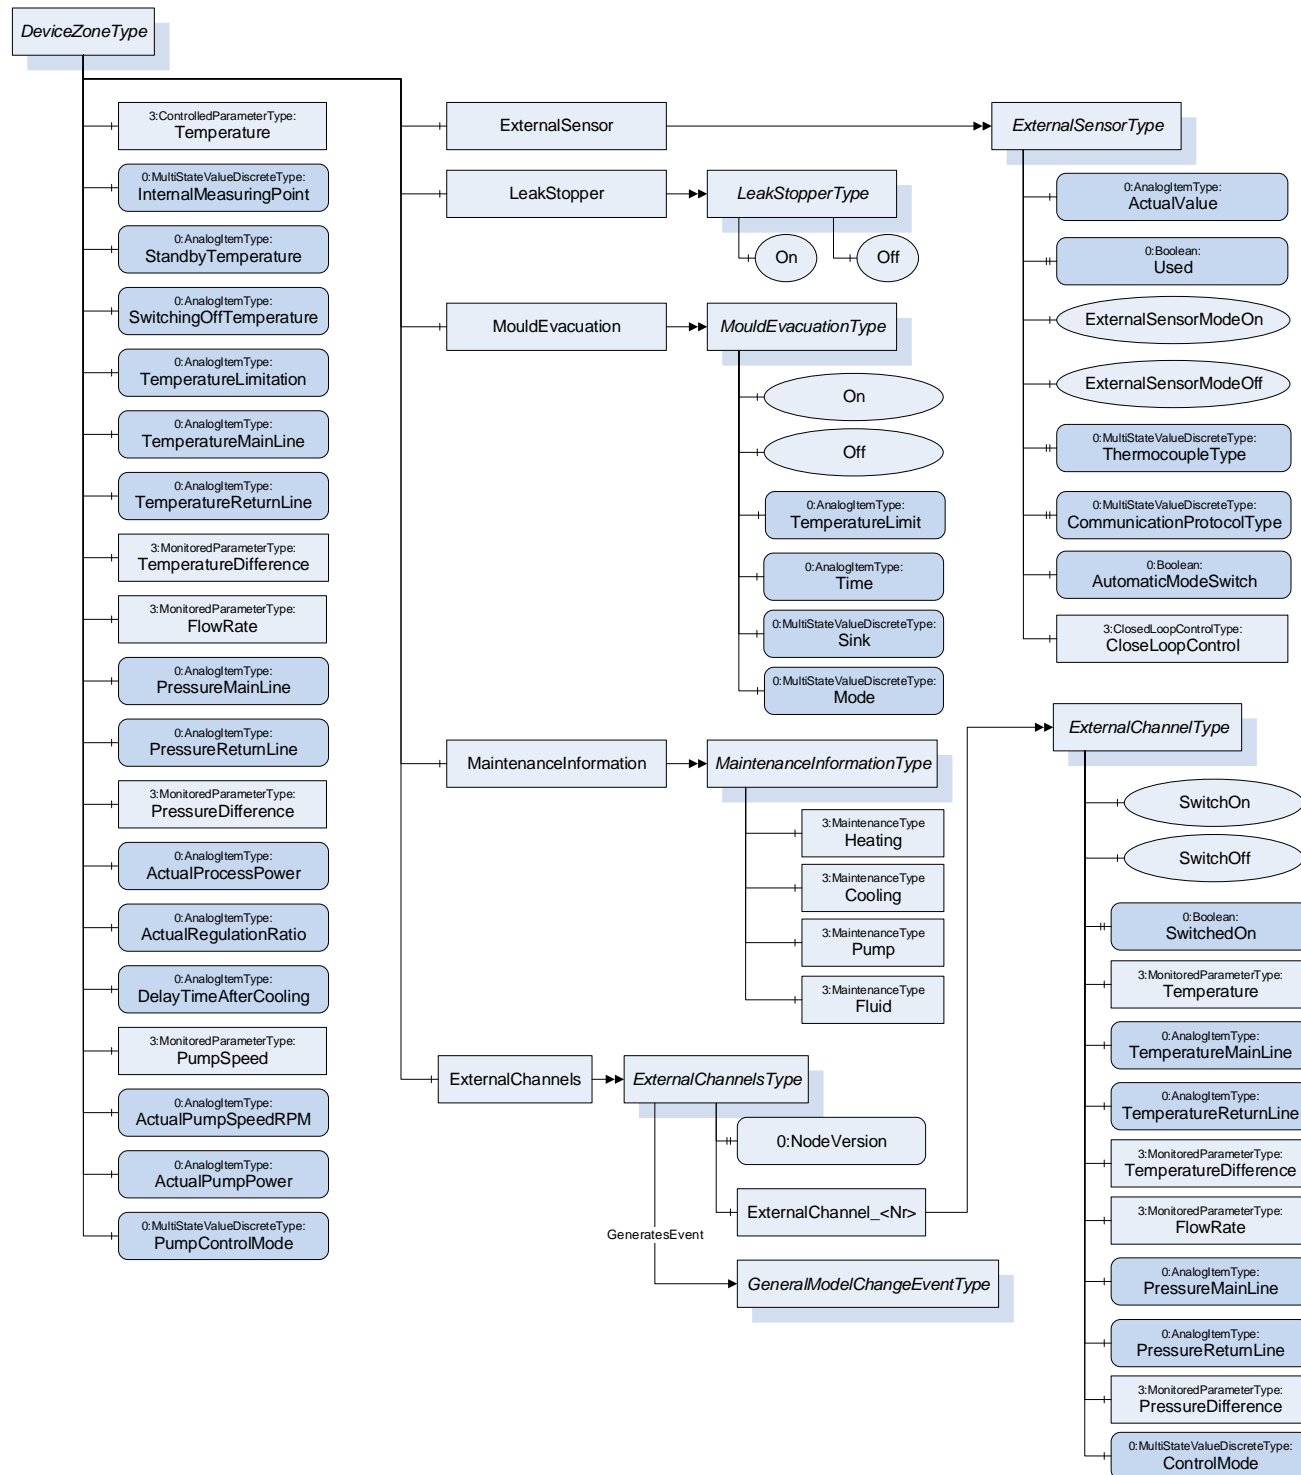 DeviceZoneType
3:ControlledParameterType:
Temperature
0:MultiStateValueDiscreteType:
InternalMeasuringPoint
0:AnalogItemType:
StandbyTemperature
0:AnalogItemType:
SwitchingOffTemperature
0:AnalogItemType:
TemperatureLimitation
0:AnalogItemType:
TemperatureMainLine
0:AnalogItemType:
TemperatureReturnLine
3:MonitoredParameterType:
TemperatureDifference
3:MonitoredParameterType:
FlowRate
0:AnalogItemType:
PressureMainLine
0:AnalogItemType:
PressureReturnLine
3:MonitoredParameterType:
PressureDifference
0:AnalogItemType:
ActualProcessPower
0:AnalogItemType:
ActualRegulationRatio
0:AnalogItemType:
DelayTimeAfterCooling
3:MonitoredParameterType:
PumpSpeed
0:AnalogItemType:
ActualPumpSpeedRPM
0:AnalogItemType:
ActualPumpPower
0:MultiStateValueDiscreteType:
PumpControlMode
ExternalSensor
LeakStopper
LeakStopperType
On
Off
MouldEvacuation
MouldEvacuationType
On
Off
0:AnalogItemType:
TemperatureLimit
0:AnalogItemType:
Time
0:MultiStateValueDiscreteType:
Sink
0:MultiStateValueDiscreteType:
Mode
MaintenanceInformation
MaintenanceInformationType
3:MaintenanceType
Heating
3:MaintenanceType
Cooling
3:MaintenanceType
Pump
3:MaintenanceType
Fluid
ExternalChannels
ExternalChannelsType
0:NodeVersion
ExternalChannel_<Nr>
GeneratesEvent
GeneralModelChangeEventType
ExternalSensorType
0:AnalogItemType:
ActualValue
0:Boolean:
Used
ExternalSensorModeOn
ExternalSensorModeOff
0:MultiStateValueDiscreteType:
ThermocoupleType
0:MultiStateValueDiscreteType:
CommunicationProtocolType
0:Boolean:
AutomaticModeSwitch
3:ClosedLoopControlType:
CloseLoopControl
ExternalChannelType
SwitchOn
SwitchOff
0:Boolean:
SwitchedOn
3:MonitoredParameterType:
Temperature
0:AnalogItemType:
TemperatureMainLine
0:AnalogItemType:
TemperatureReturnLine
3:MonitoredParameterType:
TemperatureDifference
3:MonitoredParameterType:
FlowRate
0:AnalogItemType:
PressureMainLine
0:AnalogItemType:
PressureReturnLine
3:MonitoredParameterType:
PressureDifference
0:MultiStateValueDiscreteType:
ControlMode